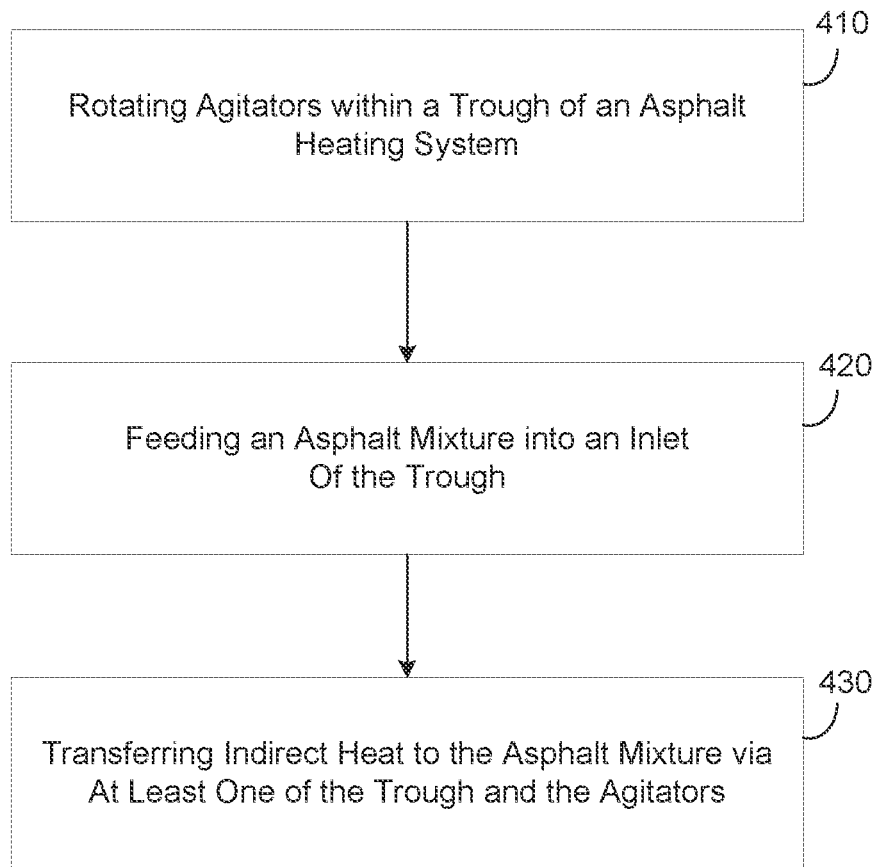 410
Rotating Agitators within a Trough of an Asphalt
Heating System
420
Feeding an Asphalt Mixture into an Inlet
Of the Trough
430
Transferring Indirect Heat to the Asphalt Mixture via
At Least One of the Trough and the Agitators